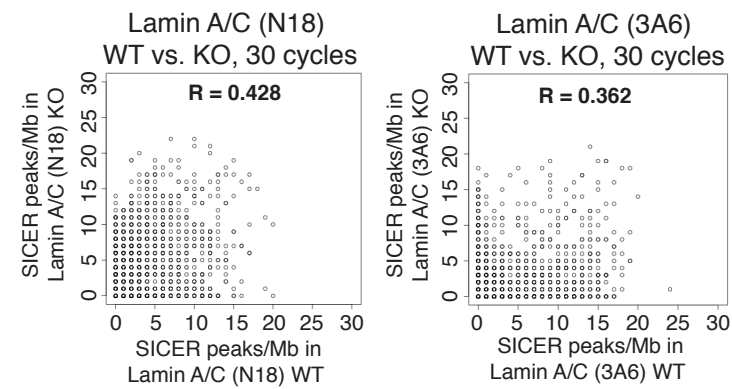 Lamin A/C (N18)
WT vs. KO, 30 cycles
R = 0.428
SICER peaks/Mb in
Lamin A/C (N18) KO
30
25
20
15
10
5
0
0 5 10 15 20 25 30
SICER peaks/Mb in
Lamin A/C (N18) WT
Lamin A/C (3A6)
WT vs. KO, 30 cycles
R = 0.362
SICER peaks/Mb in
Lamin A/C (3A6) KO
30
25
20
15
10
5
0
0 5 10 15 20 25 30
SICER peaks/Mb in
Lamin A/C (3A6) WT